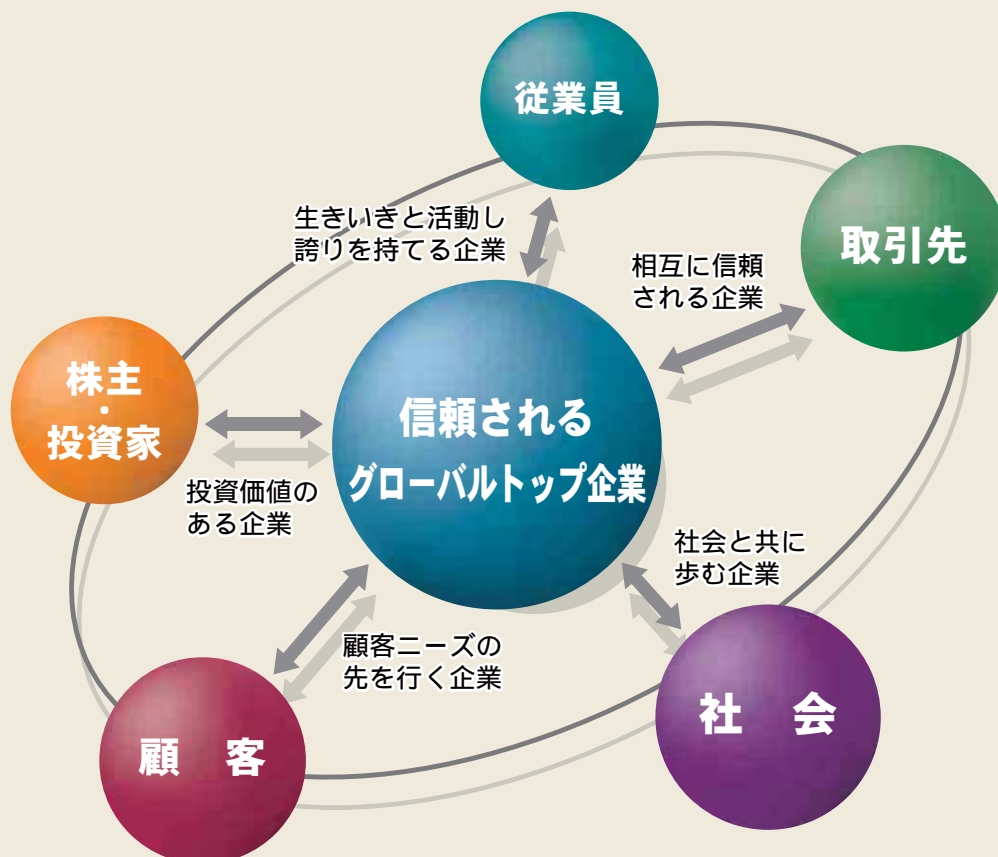 従業員
生きいきと活動し
誇りを持てる企業
相互に信頼
される企業
取引先
株主
・
投資家
信頼される
グローバルトップ企業
投資価値の
ある企業
社会と共に
歩む企業
顧客ニーズの
先を行く企業
顧　客
社　会